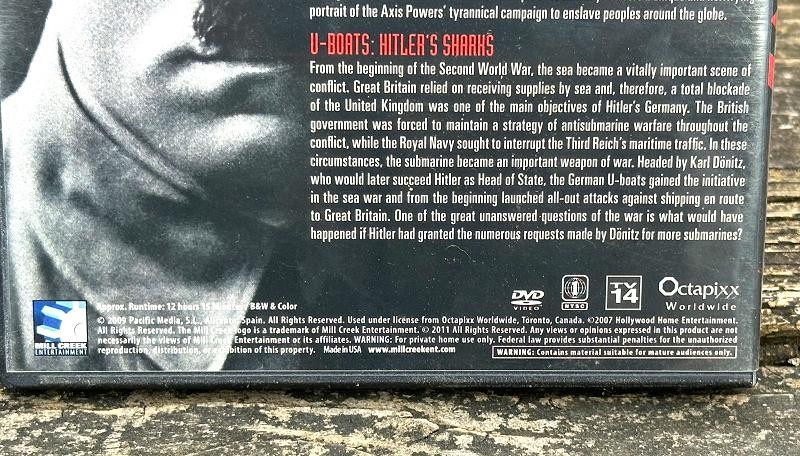 portrait of the Axis Powers' tyrannical campaign to enslave peoples around the globe.
U-BOATS: HITLER'S SHARKS
From the beginning of the Second World War, the sea became a vitally important scene of
conflict. Great Britain relied on receiving supplies by sea and, therefore, a total blockade
of the United Kingdom was one of the main objectives of Hitler's Germany. The British
government was forced to maintain a strategy of antisubmarine warfare throughout the
conflict, while the Royal Navy sought to interrupt the Third Reich's maritime traffic. In these
circumstances, the submarine became an important weapon of war. Headed by Karl Dönitz,
who would later succeed Hitler as Head of State, the German U-boats gained the initiative
in the sea war and from the beginning launched all-out attacks against shipping en route
to Great Britain. One of the great unanswered questions of the war is what would have
happened if Hitler had granted the numerous requests made by Dönitz for more submarines?
Approx. Runtime: 12 hours 15 Minutes B&W & Color
DVD VIDEO
NTSC
TV 14
Octapixx Worldwide
MILL CREEK ENTERTAINMENT
© 2009 Pacific Media, S.L., Spain. All Rights Reserved. Used under license from Octapixx Worldwide, Toronto, Canada. ©2007 Hollywood Home Entertainment.
All Rights Reserved. The Mill Creek logo is a trademark of Mill Creek Entertainment. © 2011 All Rights Reserved. Any views or opinions expressed in this product are not
necessarily the views of Mill Creek Entertainment or its affiliates. WARNING: For private home use only. Federal law provides substantial penalties for the unauthorized
reproduction, distribution, or exhibition of this property. Made in USA www.millcreekent.com
WARNING: Contains material suitable for mature audiences only.